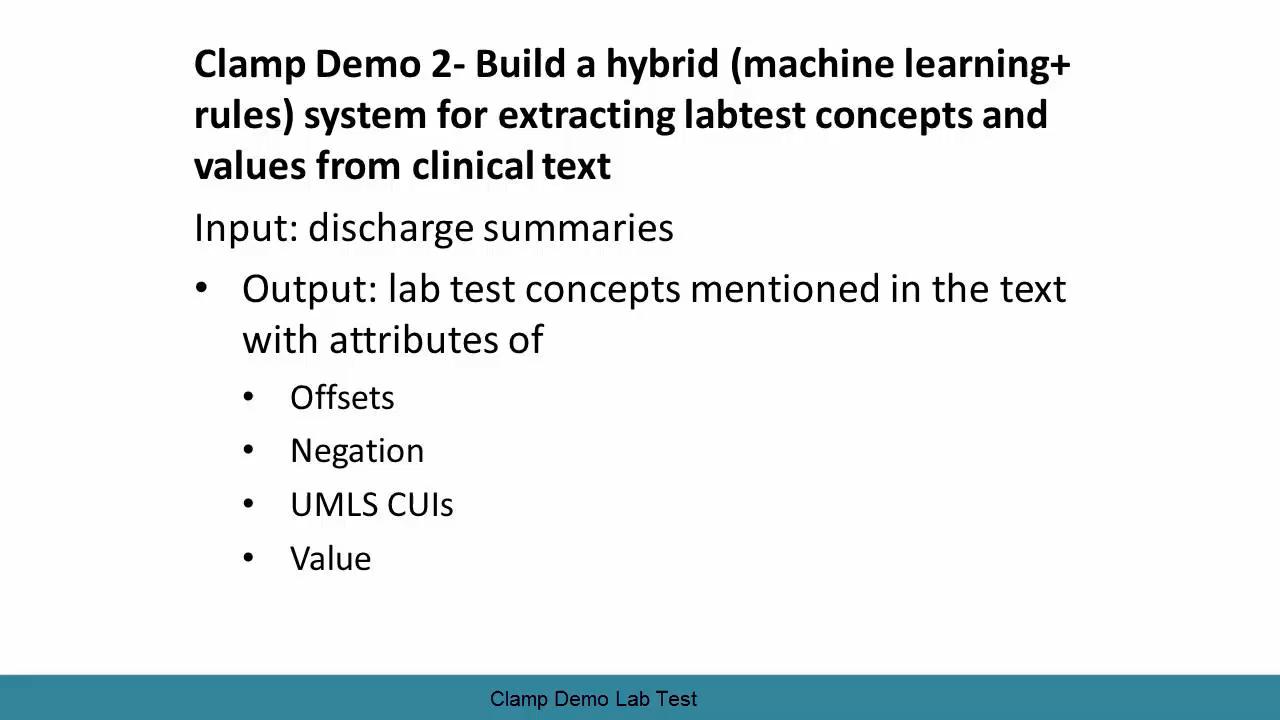 Clamp Demo 2- Build a hybrid (machine learning+
rules) system for extracting labtest concepts and
values from clinical text
Input: discharge summaries
• Output: lab test concepts mentioned in the text
with attributes of
• Offsets
• Negation
• UMLS CUIs
• Value
Clamp Demo Lab Test